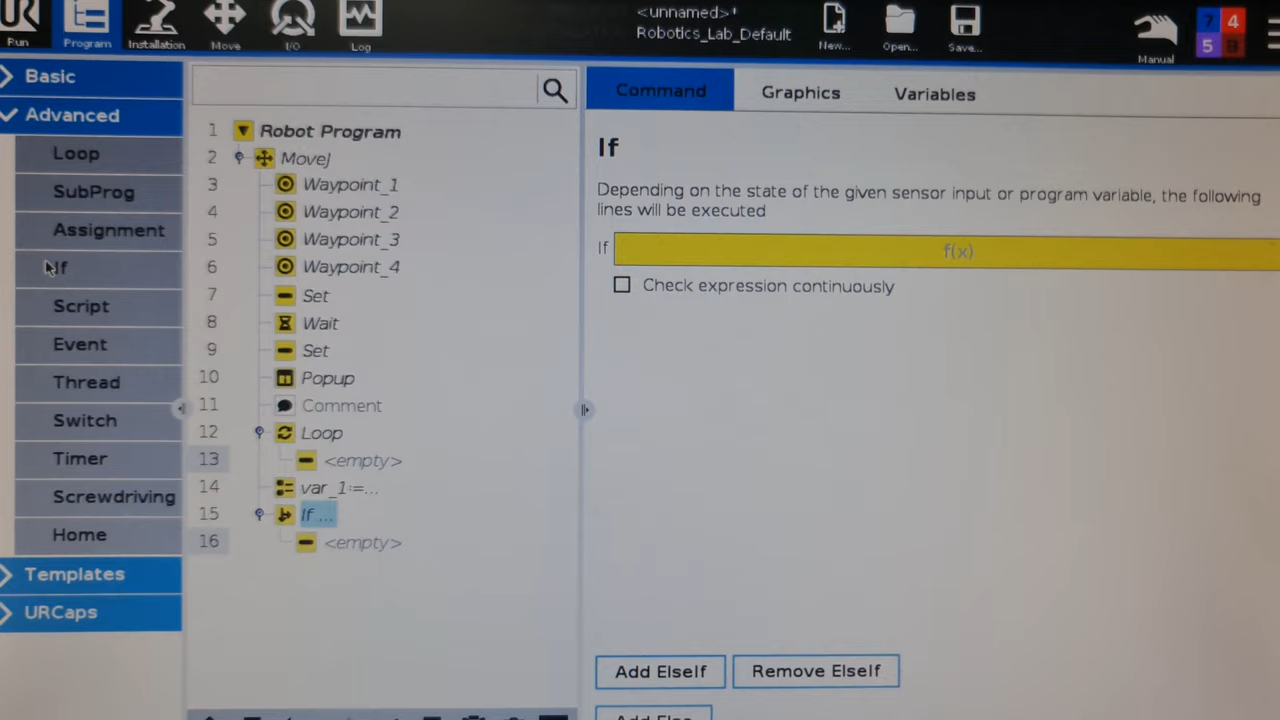 <unnamed>*
Robotics_Lab_Default
Run
Program
Installation
Move
I/O
Log
New...
Open...
Save...
Manual
7 4
5
Basic
Advanced
Loop
SubProg
Assignment
If
Script
Event
Thread
Switch
Timer
Screwdriving
Home
Templates
URCaps
1 Robot Program
2 MoveJ
3 Waypoint_1
4 Waypoint_2
5 Waypoint_3
6 Waypoint_4
7 Set
8 Wait
9 Set
10 Popup
11 Comment
12 Loop
13 <empty>
14 var_1:=...
15 If ...
16 <empty>
Command Graphics Variables
If
Depending on the state of the given sensor input or program variable, the following
lines will be executed
If f(x)
Check expression continuously
Add ElseIf Remove ElseIf
Add Else